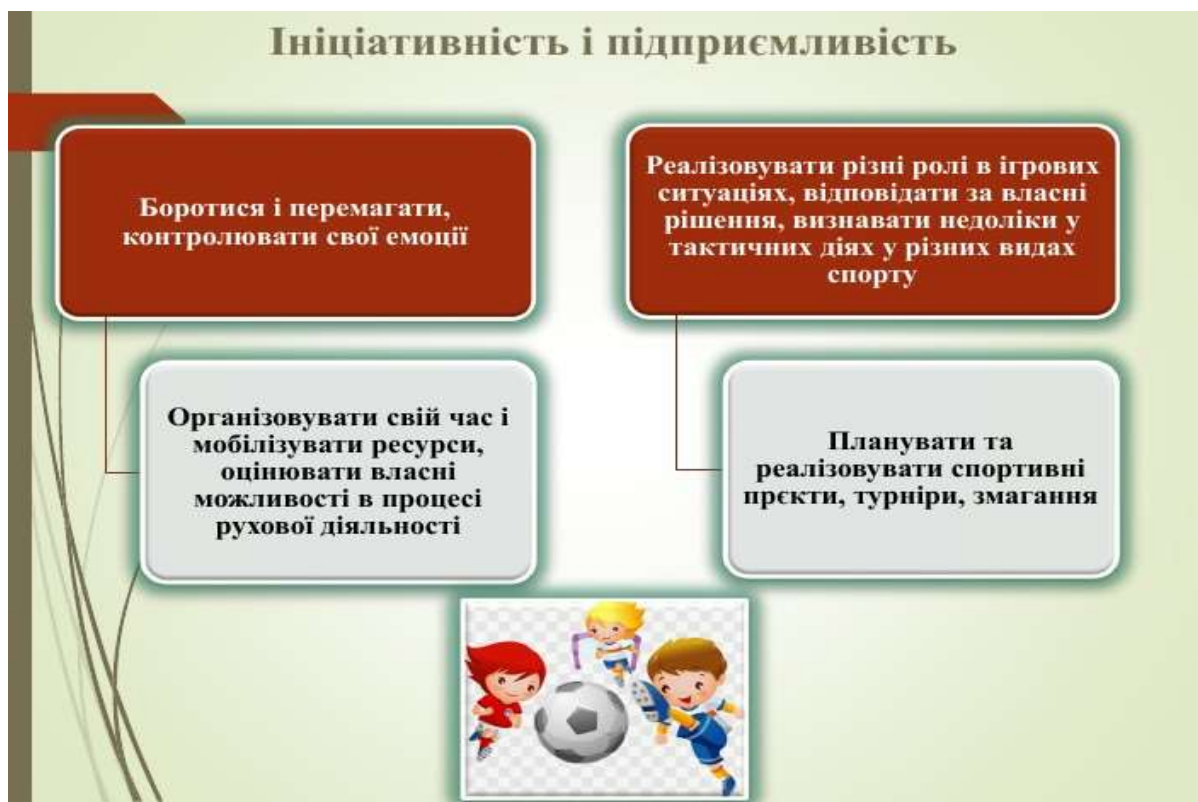 Ініціативність і підприємливість
Боротися і перемагати,
контролювати свої емоції
Організовувати свій час і
мобілізувати ресурси,
оцінювати власні
можливості в процесі
рухової діяльності
Реалізовувати різні ролі в ігрових
ситуаціях, відповідати за власні
рішення, визнавати недоліки у
тактичних діях у різних видах
спорту
Планувати та
реалізовувати спортивні
прєкти, турніри, змагання